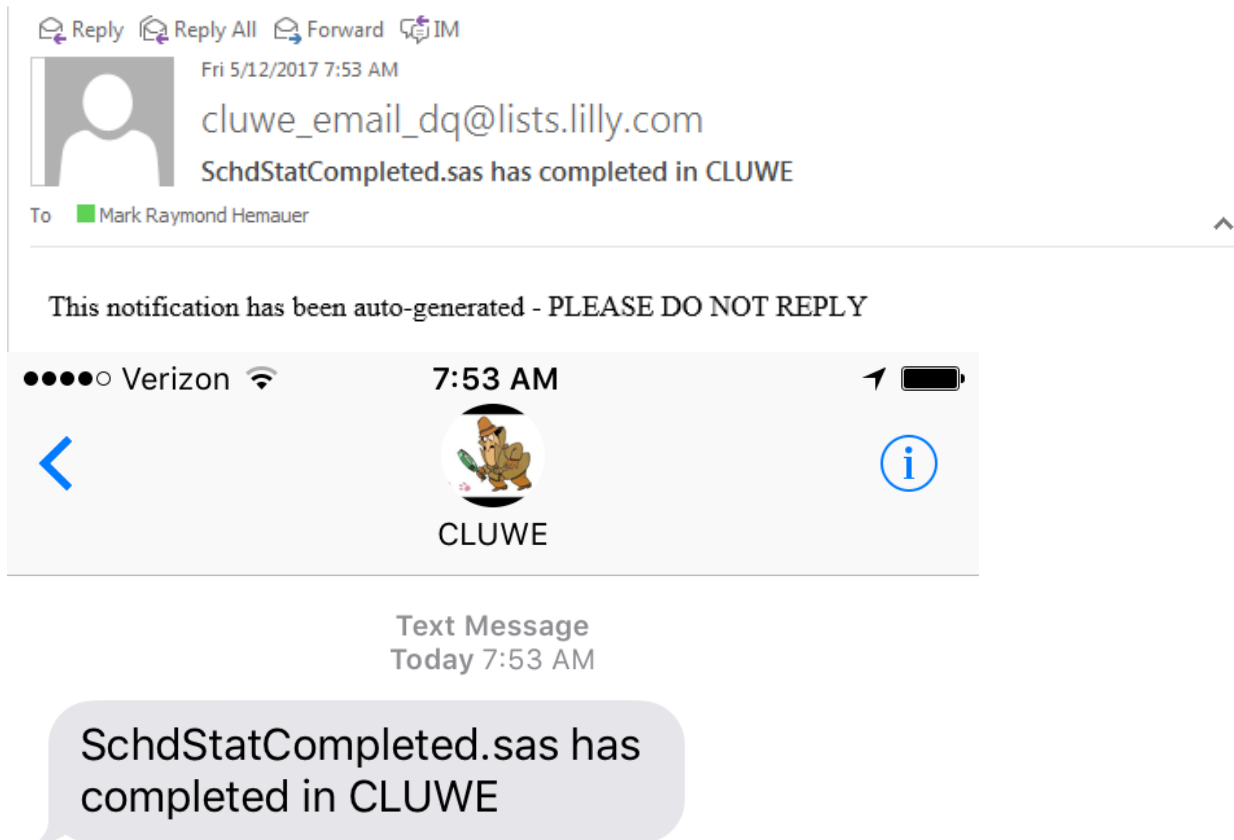 Reply Reply All Forward IM
Fri 5/12/2017 7:53 AM
cluwe_email_dq@lists.lilly.com
SchdStatCompleted.sas has completed in CLUWE
To Mark Raymond Hemauer
This notification has been auto-generated - PLEASE DO NOT REPLY
Verizon 7:53 AM
i
CLUWE
Text Message
Today 7:53 AM
SchdStatCompleted.sas has
completed in CLUWE